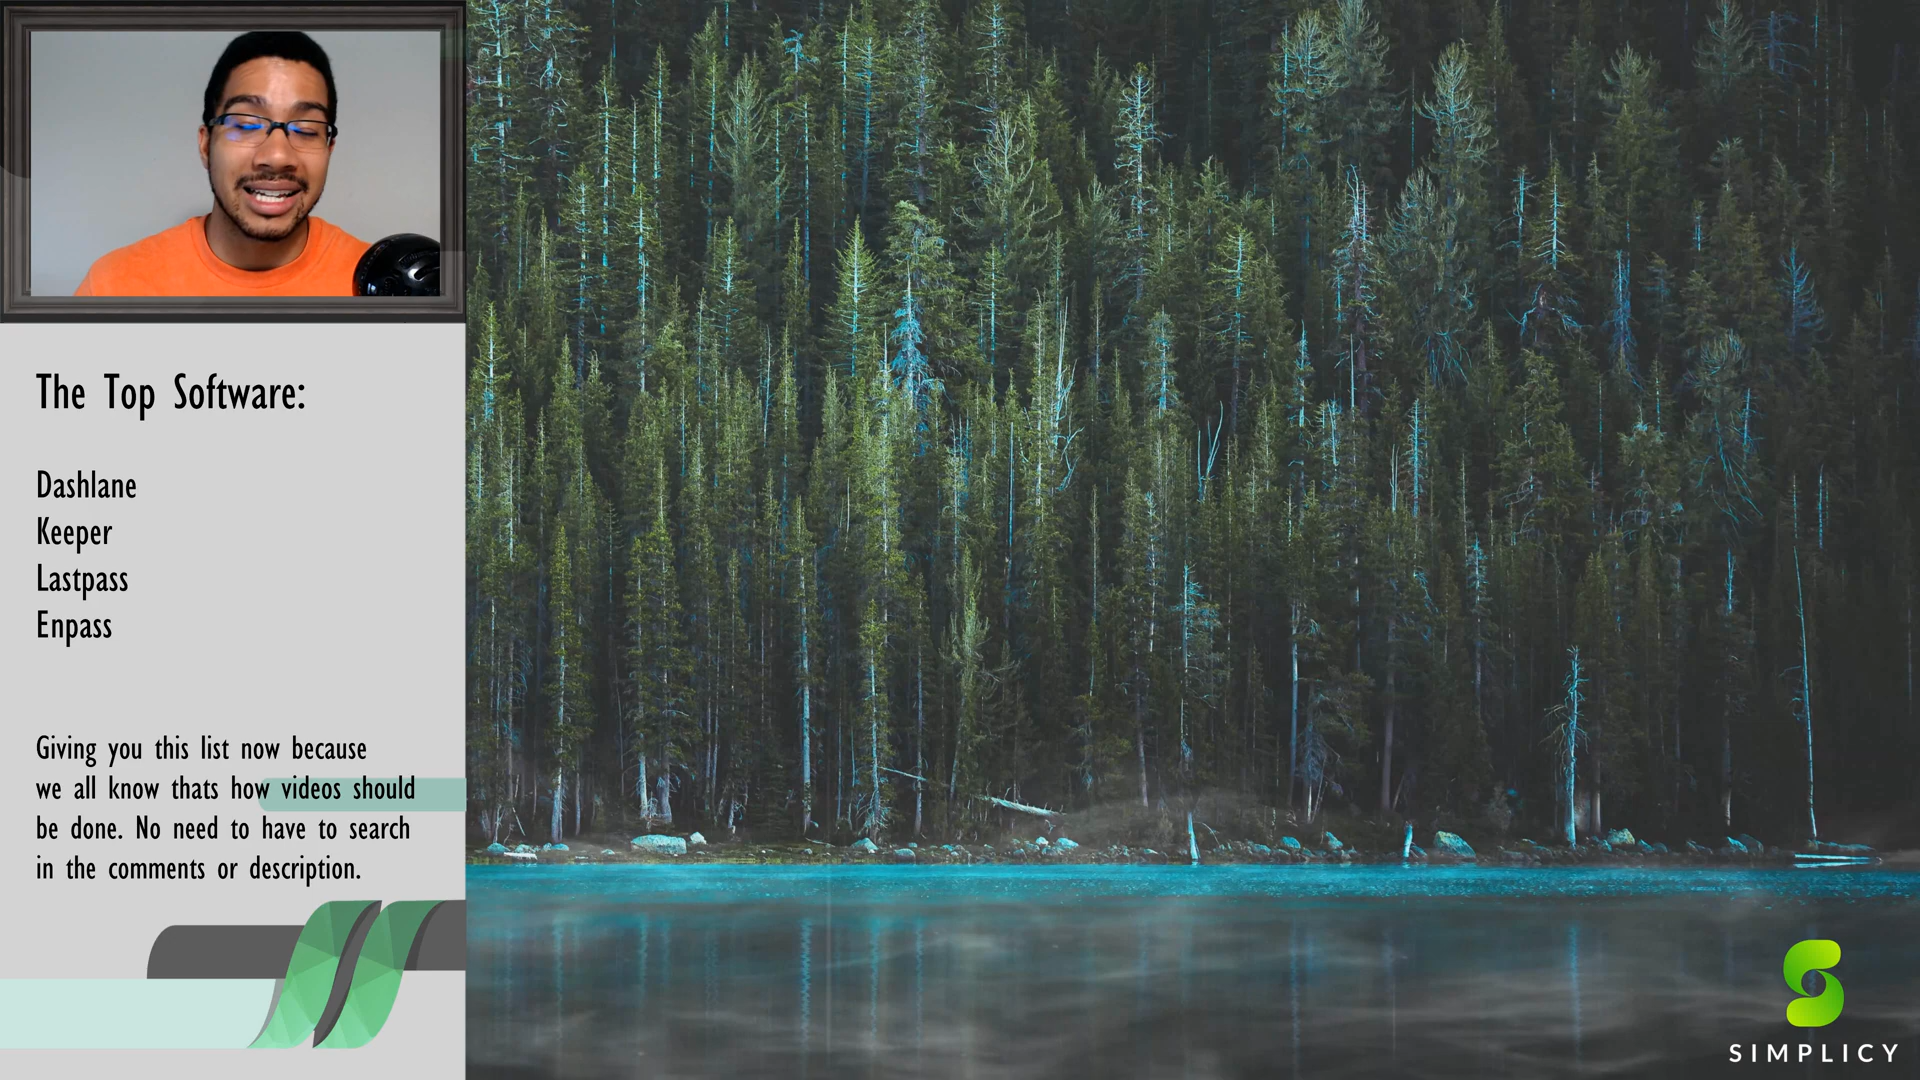 The Top Software:
Dashlane
Keeper
Lastpass
Enpass
Giving you this list now because
we all know thats how videos should
be done. No need to have to search
in the comments or description.
SIMPLICY